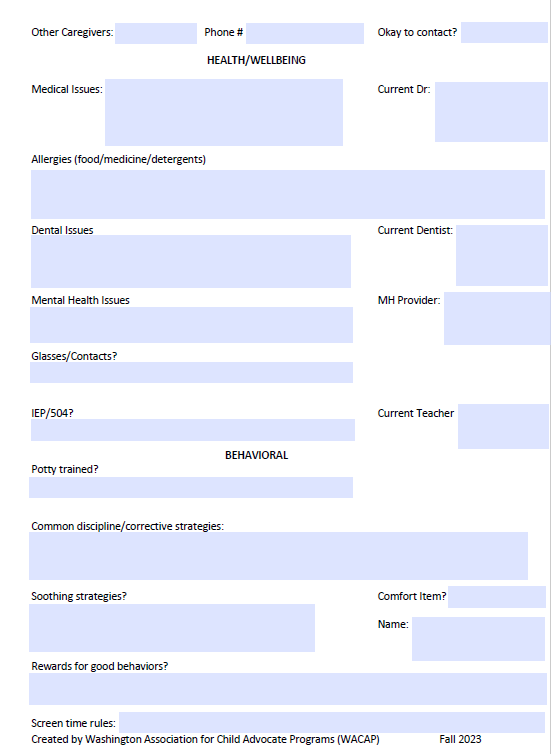 Other Caregivers: Phone # Okay to contact?
HEALTH/WELLBEING
Medical Issues: Current Dr:
Allergies (food/medicine/detergents)
Dental Issues Current Dentist:
Mental Health Issues MH Provider:
Glasses/Contacts?
IEP/504? Current Teacher
BEHAVIORAL
Potty trained?
Common discipline/corrective strategies:
Soothing strategies? Comfort Item?
Name:
Rewards for good behaviors?
Screen time rules:
Created by Washington Association for Child Advocate Programs (WACAP) Fall 2023